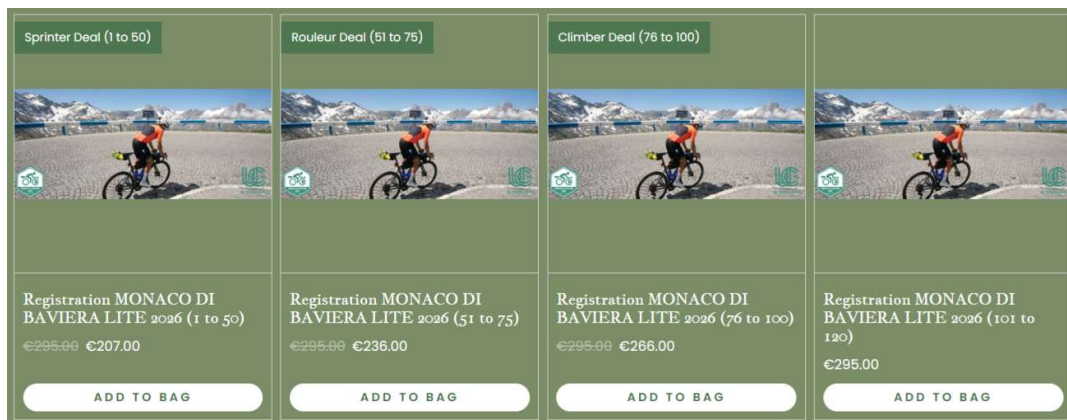 Sprinter Deal (1 to 50)
Registration MONACO DI
BAVIERA LITE 2026 (1 to 50)
€295.00 €207.00
ADD TO BAG
Rouleur Deal (51 to 75)
Registration MONACO DI
BAVIERA LITE 2026 (51 to 75)
€295.00 €236.00
ADD TO BAG
Climber Deal (76 to 100)
Registration MONACO DI
BAVIERA LITE 2026 (76 to 100)
€295.00 €266.00
ADD TO BAG
Registration MONACO DI
BAVIERA LITE 2026 (101 to
120)
€295.00
ADD TO BAG